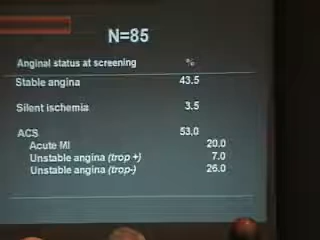 N=85
Anginal status at screening %
Stable angina 43.5
Silent ischemia 3.5
ACS 53.0
Acute MI 20.0
Unstable angina (trop +) 7.0
Unstable angina (trop-) 26.0